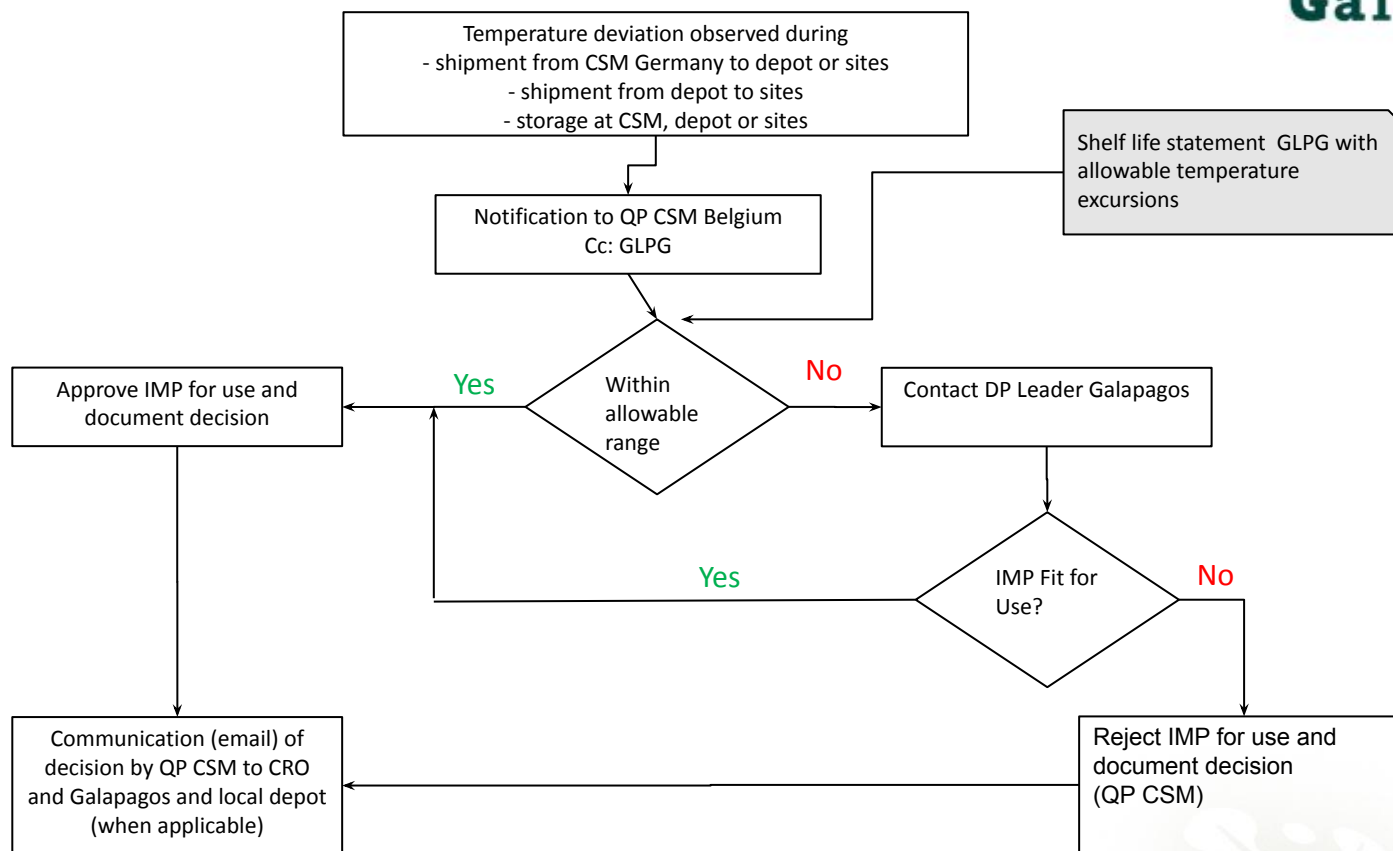 Gal
Temperature deviation observed during
- shipment from CSM Germany to depot or sites
- shipment from depot to sites
- storage at CSM, depot or sites
Shelf life statement GLPG with
allowable temperature
excursions
Notification to QP CSM Belgium
Cc: GLPG
Yes
No
Within
allowable
range
Approve IMP for use and
document decision
Contact DP Leader Galapagos
Yes
IMP Fit for
Use?
No
Communication (email) of
decision by QP CSM to CRO
and Galapagos and local depot
(when applicable)
Reject IMP for use and
document decision
(QP CSM)